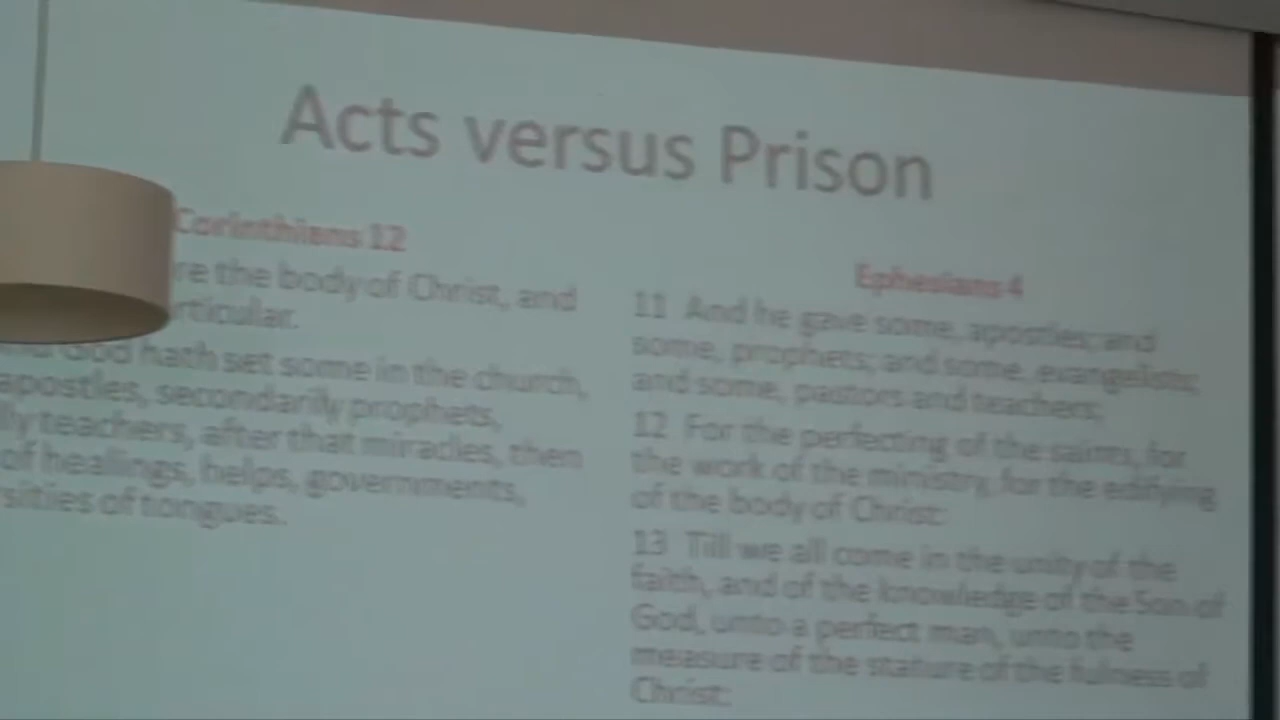 Acts versus Prison
Corinthians 12
re the body of Christ, and
rticular.
God hath set some in the church,
apostles, secondarily prophets,
lly teachers, after that miracles, then
of healings, helps, governments,
rsities of tongues.
Ephesians 4
11 And he gave some, apostles; and
some, prophets; and some, evangelists;
and some, pastors and teachers;
12 For the perfecting of the saints, for
the work of the ministry, for the edifying
of the body of Christ:
13 Till we all come in the unity of the
faith, and of the knowledge of the Son of
God, unto a perfect man, unto the
measure of the stature of the fulness of
Christ: